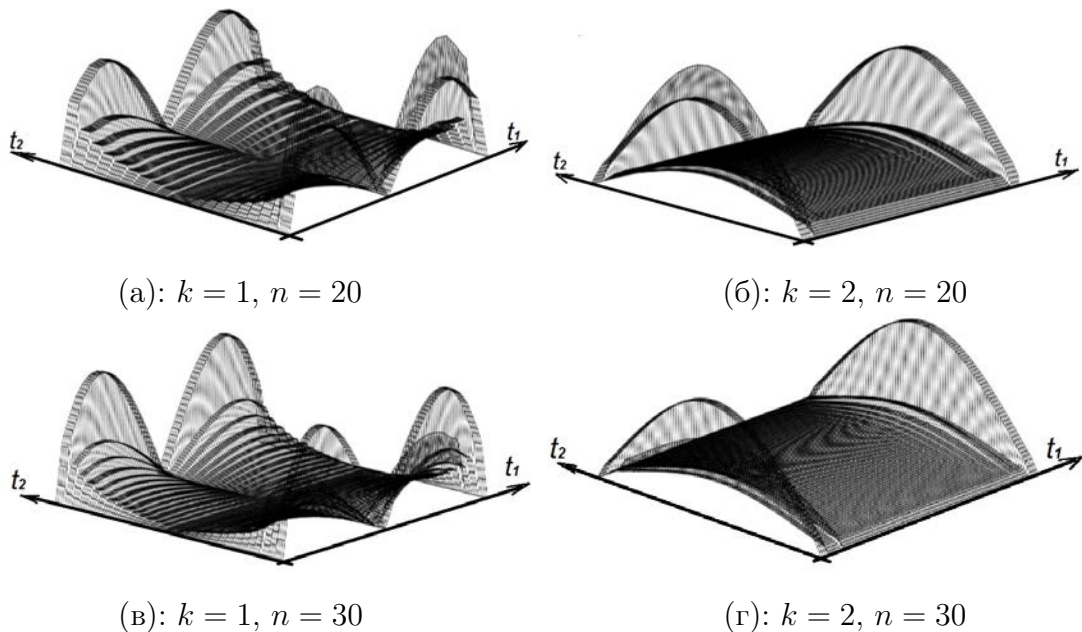 t₂ t₁ t₂ t₁
(а): k = 1, n = 20 (б): k = 2, n = 20
t₂ t₁ t₂ t₁
(в): k = 1, n = 30 (г): k = 2, n = 30